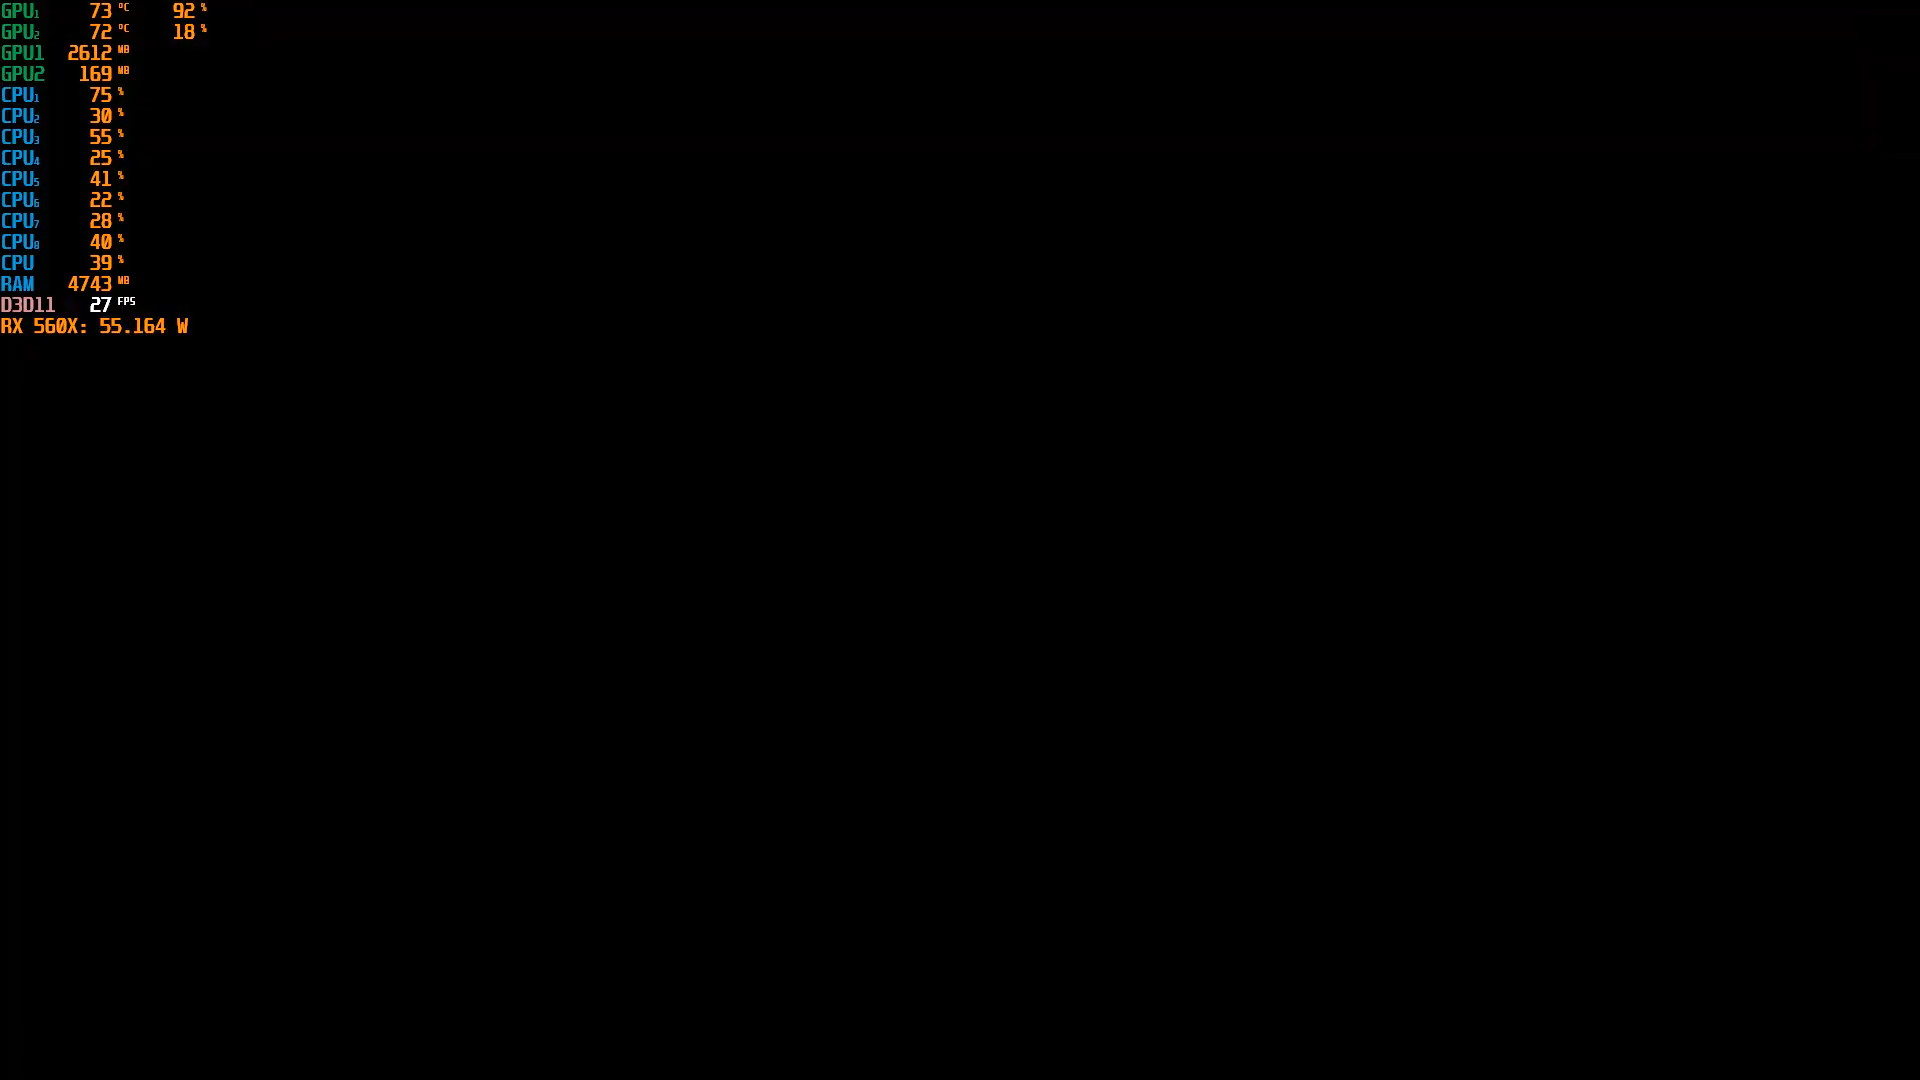 GPU₁ 73 °C 92 %
GPU₂ 72 °C 18 %
GPU1 2612 MB
GPU2 169 MB
CPU₁ 75 %
CPU₂ 30 %
CPU₃ 55 %
CPU₄ 25 %
CPU₅ 41 %
CPU₆ 22 %
CPU₇ 28 %
CPU₈ 40 %
CPU 39 %
RAM 4743 MB
D3D11 27 FPS
RX 560X: 55.164 W